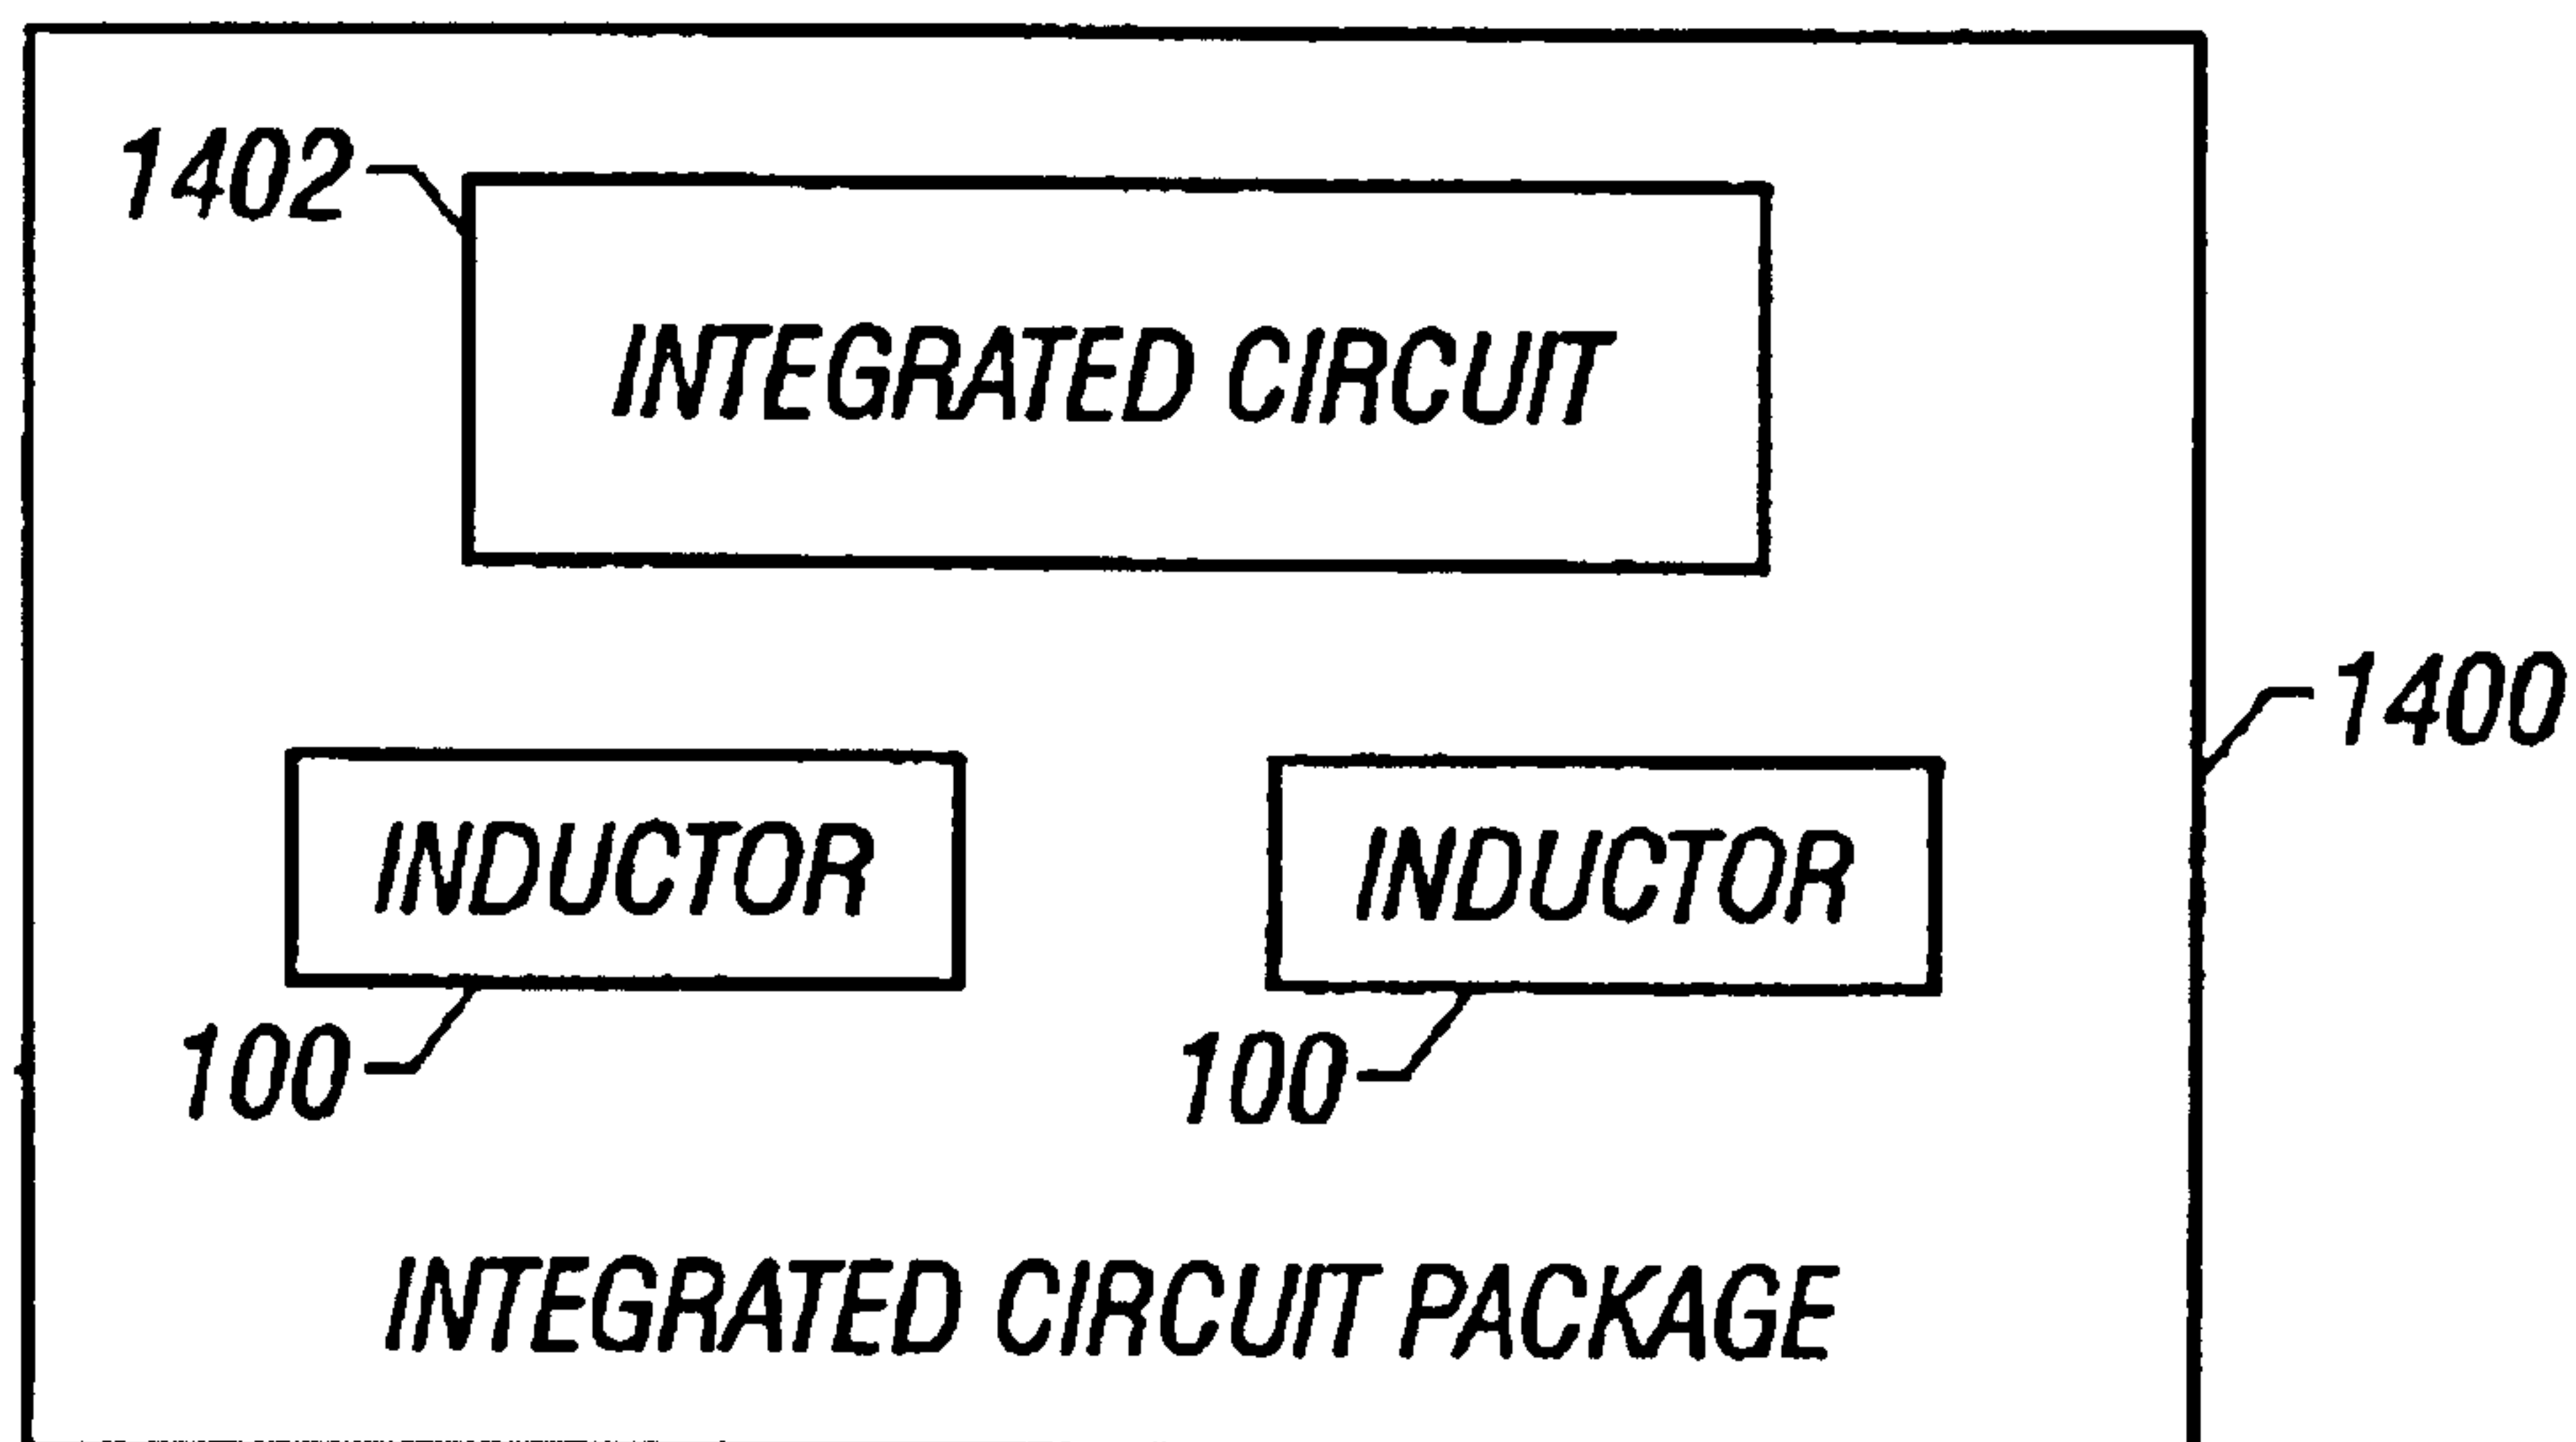 1402
INTEGRATED CIRCUIT
1400
INDUCTOR
INDUCTOR
100
100
INTEGRATED CIRCUIT PACKAGE